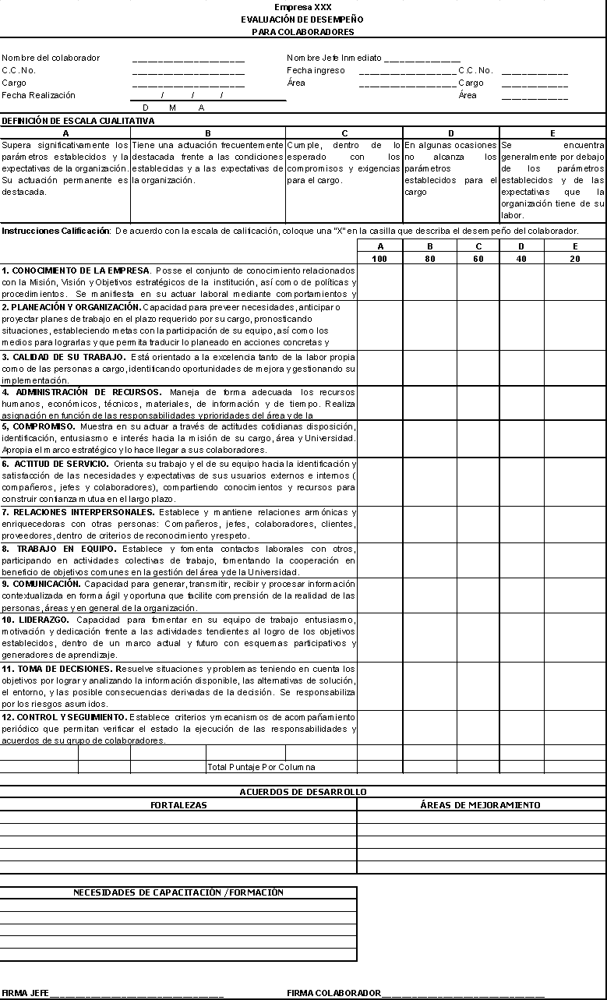 Empresa XXX
EVALUACIÓN DE DESEMPEÑO
PARA COLABORADORES
Nombre del colaborador ______________________ Nombre Jefe Inmediato _______________
C.C.No. ______________________ Fecha ingreso ___________________ C.C. No. _____________
Cargo ______________________ Área ___________________ Cargo _____________
Fecha Realización / / / Área _____________
D M A
DEFINICIÓN DE ESCALA CUALITATIVA
A B C D E
Supera significativamente los parámetros establecidos y la expectativas de la organización. Su actuación permanente es destacada.
Tiene una actuación frecuentemente destacada frente a las condiciones establecidas y a las expectativas de la organización.
Cumple, dentro de lo esperado con los compromisos y exigencias para el cargo.
En algunas ocasiones no alcanza los parámetros establecidos para el cargo
Se encuentra generalmente por debajo de los parámetros establecidos y de las expectativas que la organización tiene de su labor.
Instrucciones Calificación: De acuerdo con la escala de calificación, coloque una "X" en la casilla que describa el desempeño del colaborador.
A B C D E
100 80 60 40 20
1. CONOCIMIENTO DE LA EMPRESA. Posse el conjunto de conocimiento relacionados
con la Misión, Visión y Objetivos estratégicos de la institución, así como de políticas y
procedimientos. Se manifiesta en su actuar laboral mediante comportamientos y
2. PLANEACIÓN Y ORGANIZACIÓN. Capacidad para preveer necesidades, anticipar o
proyectar planes de trabajo en el plazo requerido por su cargo, pronosticando
situaciones, estableciendo metas con la participación de su equipo, así como los
medios para lograrlas y que permita traducir lo planeado en acciones concretas y
3. CALIDAD DE SU TRABAJO. Está orientado a la excelencia tanto de la labor propia
como de las personas a cargo, identificando oportunidades de mejora y gestionando su
implementación.
4. ADMINISTRACIÓN DE RECURSOS. Maneja de forma adecuada los recursos
humanos, económicos, técnicos, materiales, de información y de tiempo. Realiza
asignación en función de las responsabilidades y prioridades del área y de la
5, COMPROMISO. Muestra en su actuar a través de actitudes cotidianas disposición,
identificación, entusiasmo e interés hacia la misión de su cargo, área y Universidad.
Apropia el marco estratégico y lo hace llegar a sus colaboradores.
6. ACTITUD DE SERVICIO. Orienta su trabajo y el de su equipo hacia la identificación y
satisfacción de las necesidades y expectativas de sus usuarios externos e internos (
compañeros, jefes y colaboradores), compartiendo conocimientos y recursos para
construir confianza mutua en el largo plazo.
7. RELACIONES INTERPERSONALES. Establece y mantiene relaciones armónicas y
enriquecedoras con otras personas: Compañeros, jefes, colaboradores, clientes,
proveedores, dentro de criterios de reconocimiento y respeto.
8. TRABAJO EN EQUIPO. Establece y fomenta contactos laborales con otros,
participando en actividades colectivas de trabajo, fomentando la cooperación en
beneficio de objetivos comunes en la gestión del área y de la Universidad.
9. COMUNICACIÓN. Capacidad para generar, transmitir, recibir y procesar información
contextualizada en forma ágil y oportuna que facilite comprensión de la realidad de las
personas, áreas y en general de la organización.
10. LIDERAZGO. Capacidad para fomentar en su equipo de trabajo entusiasmo,
motivación y dedicación frente a las actividades tendientes al logro de los objetivos
establecidos, dentro de un marco actual y futuro con esquemas participativos y
generadores de aprendizaje.
11. TOMA DE DECISIONES. Resuelve situaciones y problemas teniendo en cuenta los
objetivos por lograr y analizando la información disponible, las alternativas de solución,
el entorno, y las posible consecuencias derivadas de la decisión. Se responsabiliza
por los riesgos asumidos.
12. CONTROL Y SEGUIMIENTO. Establece criterios y mecanismos de acompañamiento
periódico que permitan verificar el estado la ejecución de las responsabilidades y
acuerdos de su grupo de colaboradores.
Total Puntaje Por Columna
ACUERDOS DE DESARROLLO
FORTALEZAS ÁREAS DE MEJORAMIENTO
NECESIDADES DE CAPACITACIÓN /FORMACIÓN
FIRMA JEFE__________________________________ FIRMA COLABORADOR________________________________